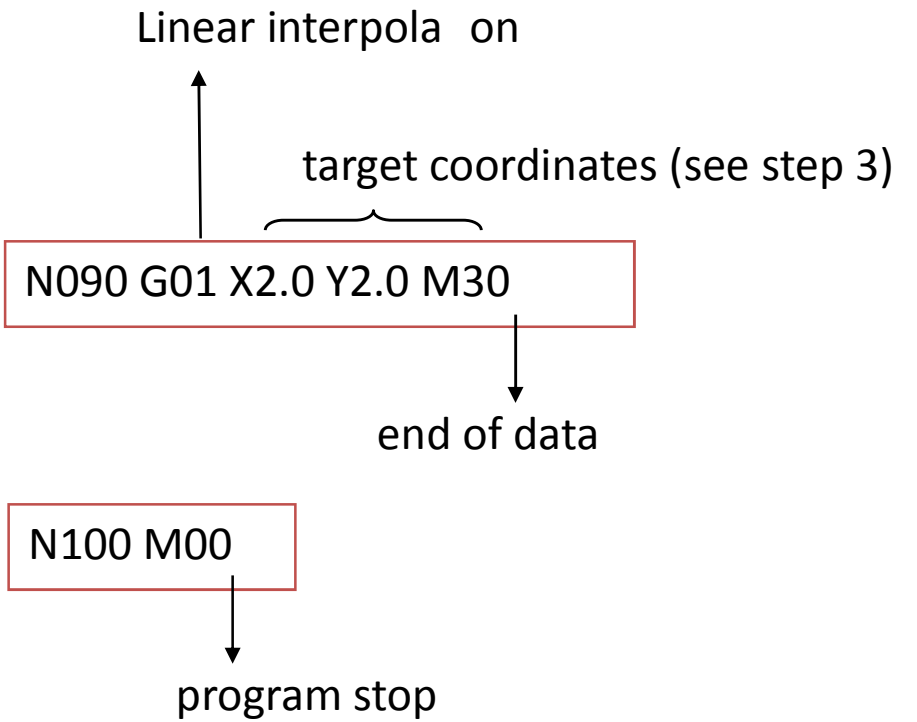 Linear interpola on
target coordinates (see step 3)
N090 G01 X2.0 Y2.0 M30
end of data
N100 M00
program stop